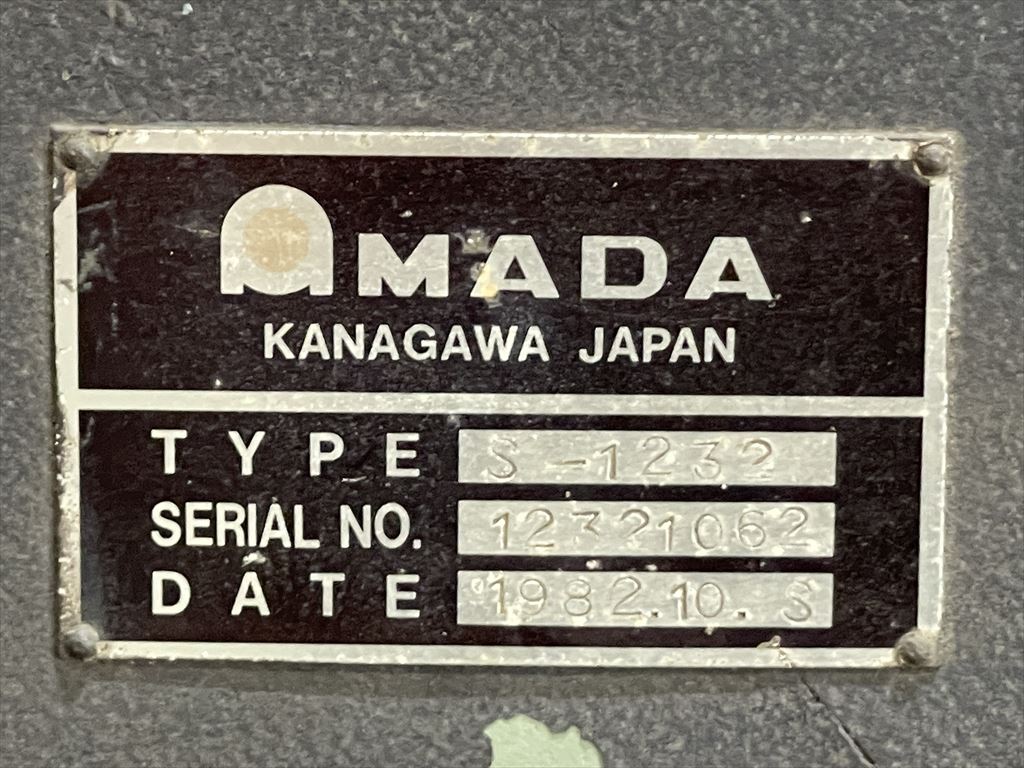 AMADA
KANAGAWA JAPAN
TYPE S-1232
SERIAL NO. 12321062
DATE 1982.10.S